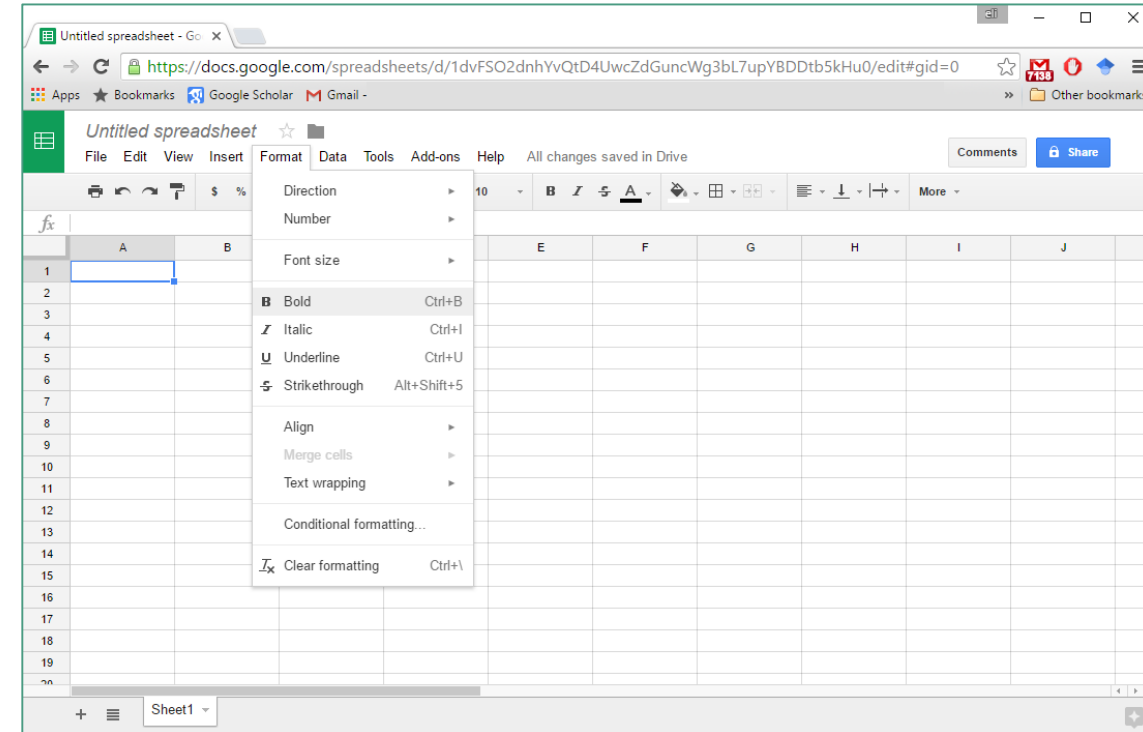 eli
Untitled spreadsheet - Go
https://docs.google.com/spreadsheets/d/1dvFSO2dnhYvQtD4UwcZdGuncWg3bL7upYBDDtb5kHu0/edit#gid=0
7138
Apps Bookmarks Google Scholar Gmail - » Other bookmark
Untitled spreadsheet
File Edit View Insert Format Data Tools Add-ons Help All changes saved in Drive Comments Share
$ % 10 B I S A More
fx
A B E F G H I J
Direction
Number
Font size
B Bold Ctrl+B
I Italic Ctrl+I
U Underline Ctrl+U
S Strikethrough Alt+Shift+5
Align
Merge cells
Text wrapping
Conditional formatting...
Clear formatting Ctrl+\
1
2
3
4
5
6
7
8
9
10
11
12
13
14
15
16
17
18
19
20
+ Sheet1